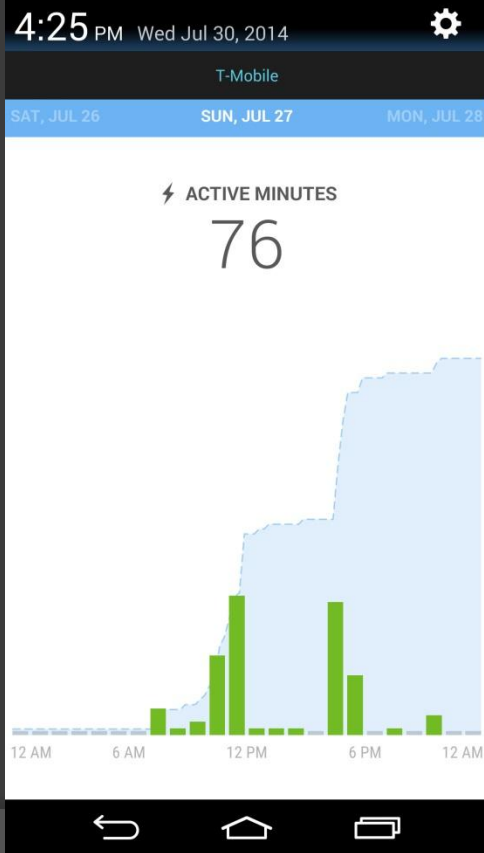 4:25 PM Wed Jul 30, 2014
T-Mobile
SAT, JUL 26 SUN, JUL 27 MON, JUL 28
ACTIVE MINUTES
76
12 AM 6 AM 12 PM 6 PM 12 AM